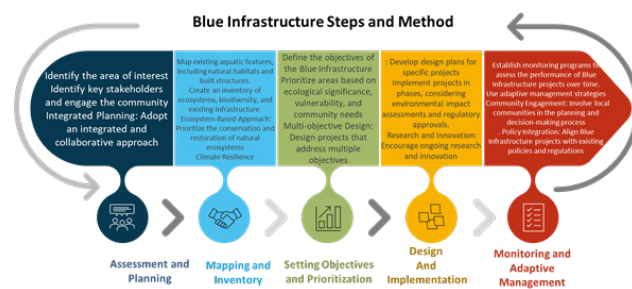 Blue Infrastructure Steps and Method
Identify the area of interest
Identify key stakeholders
and engage the community
Integrated Planning: Adopt
an integrated and
collaborative approach
Map existing aquatic features,
including natural habitats and
built structures.
Create an inventory of
ecosystems, biodiversity, and
existing infrastructure.
Ecosystem-Based Approach:
Prioritize the conservation and
restoration of natural
ecosystems
Climate Resilience
Define the objectives of
the Blue Infrastructure
Prioritize areas based on
ecological significance,
vulnerability, and
community needs
Multi-objective Design:
Design projects that
address multiple
objectives
: Develop design plans for
specific projects
Implement projects in
phases, considering
environmental impact
assessments and regulatory
approvals.
Research and Innovation:
Encourage ongoing research
and innovation
Establish monitoring programs to
assess the performance of Blue
Infrastructure projects over time.
Use adaptive management strategies
Community Engagement: Involve local
communities in the planning and
decision-making process
. Policy Integration: Align Blue
Infrastructure projects with existing
policies and regulations
Assessment and
Planning
Mapping and
Inventory
Setting Objectives
and Prioritization
Design
And
Implementation
Monitoring and
Adaptive
Management